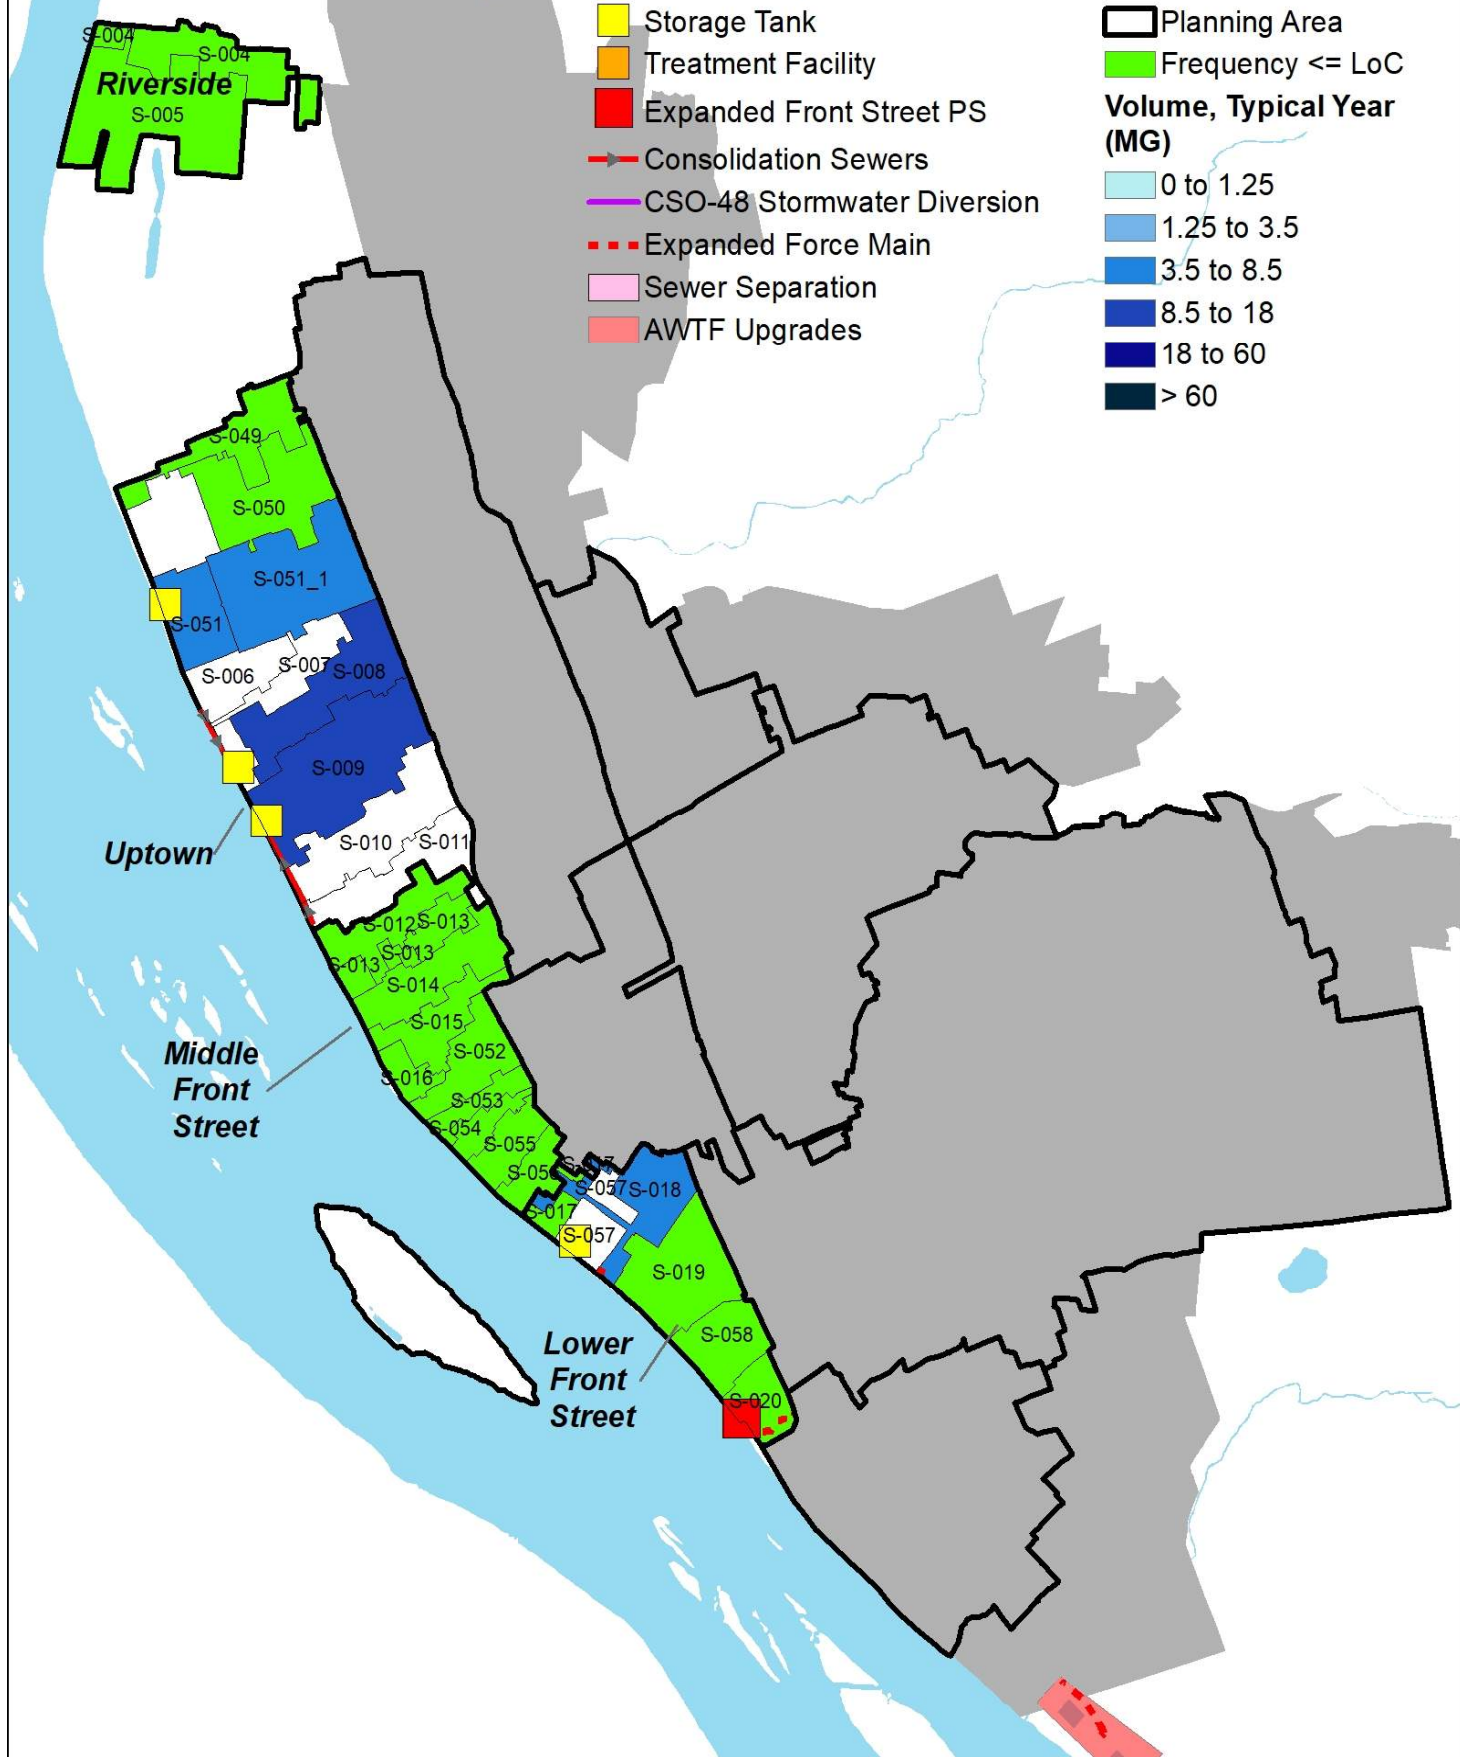 Storage Tank
Treatment Facility
Expanded Front Street PS
Consolidation Sewers
CSO-48 Stormwater Diversion
Expanded Force Main
Sewer Separation
AWTF Upgrades
Planning Area
Frequency <= LoC
Volume, Typical Year
(MG)
0 to 1.25
1.25 to 3.5
3.5 to 8.5
8.5 to 18
18 to 60
> 60
S-004
S-004
Riverside
S-005
S-049
S-050
S-051_1
S-051
S-006
S-007
S-008
S-009
Uptown
S-010
S-011
S-012
S-013
S-013
S-013
S-014
S-015
S-052
S-016
S-053
S-054
S-055
Middle
Front
Street
S-057
S-018
S-017
S-057
S-019
S-058
S-020
Lower
Front
Street